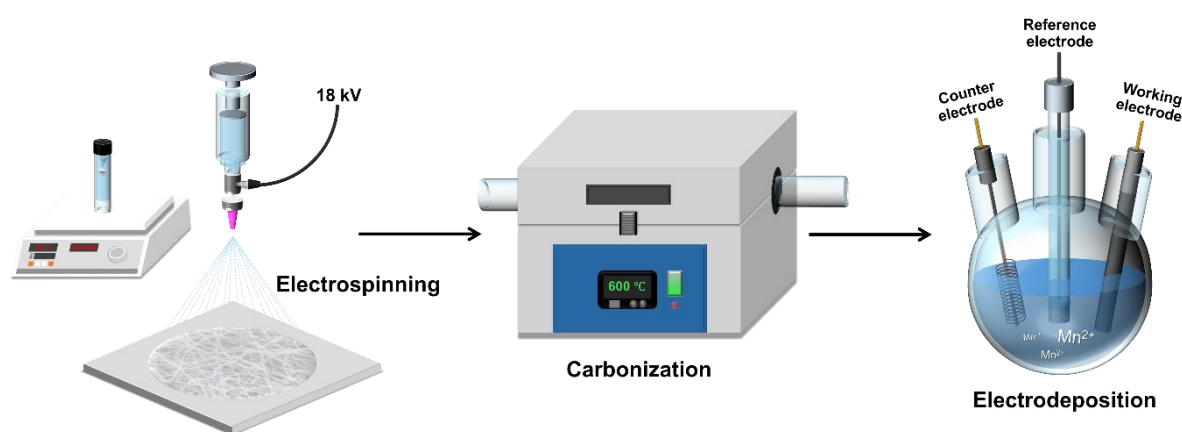 18 kV
Electrospinning
600 °C
Carbonization
Reference
electrode
Counter
electrode
Working
electrode
Mn²⁺
Mn²⁺
Electrodeposition